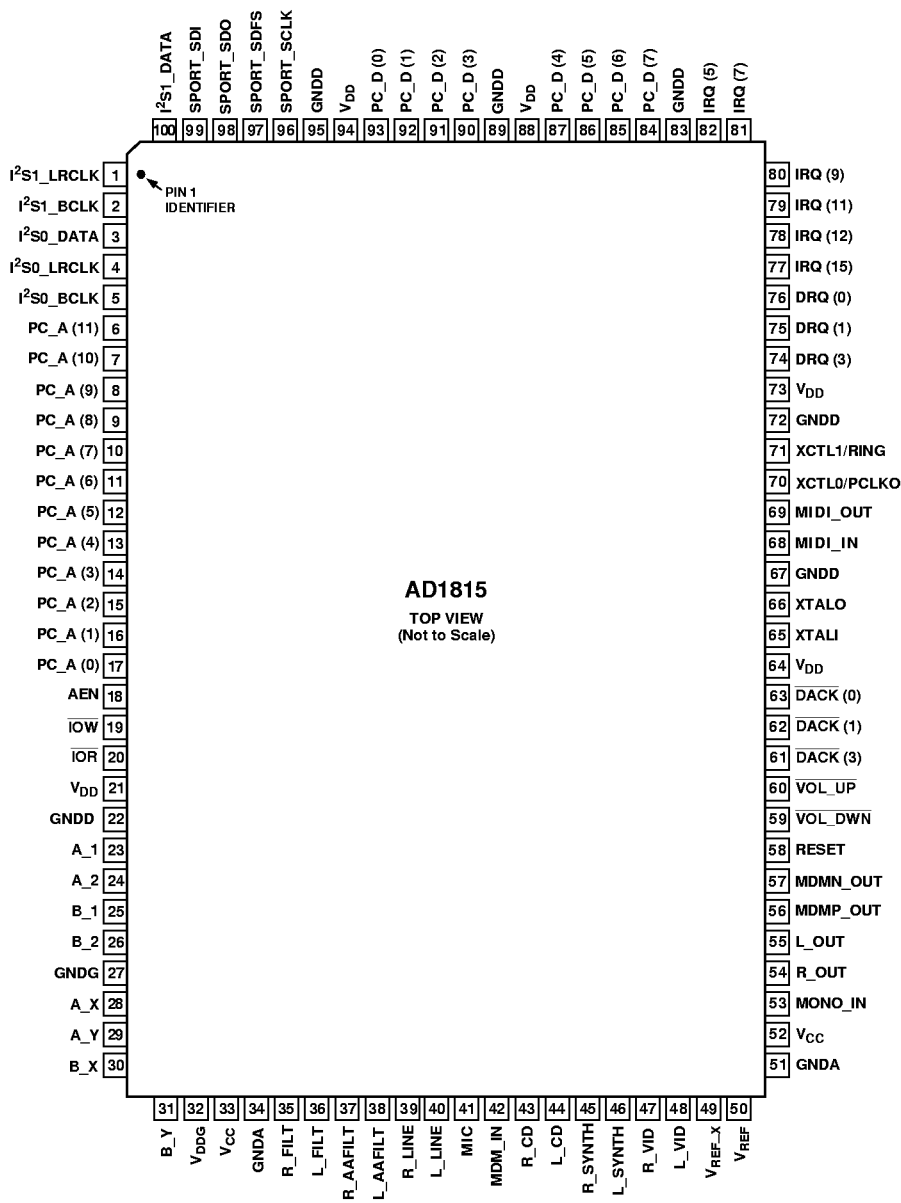 I²S1_DATA
SPORT_SDI
SPORT_SDO
SPORT_SDFS
SPORT_SCLK
GNDD
VDD
PC_D (0)
PC_D (1)
PC_D (2)
PC_D (3)
GNDD
VDD
PC_D (4)
PC_D (5)
PC_D (6)
PC_D (7)
GNDD
IRQ (5)
IRQ (7)
100 99 98 97 96 95 94 93 92 91 90 89 88 87 86 85 84 83 82 81
I²S1_LRCLK 1
I²S1_BCLK 2
I²S0_DATA 3
I²S0_LRCLK 4
I²S0_BCLK 5
PC_A (11) 6
PC_A (10) 7
PC_A (9) 8
PC_A (8) 9
PC_A (7) 10
PC_A (6) 11
PC_A (5) 12
PC_A (4) 13
PC_A (3) 14
PC_A (2) 15
PC_A (1) 16
PC_A (0) 17
AEN 18
IOW 19
IOR 20
VDD 21
GNDD 22
A_1 23
A_2 24
B_1 25
B_2 26
GNDG 27
A_X 28
A_Y 29
B_X 30
PIN 1
IDENTIFIER
AD1815
TOP VIEW
(Not to Scale)
80 IRQ (9)
79 IRQ (11)
78 IRQ (12)
77 IRQ (15)
76 DRQ (0)
75 DRQ (1)
74 DRQ (3)
73 VDD
72 GNDD
71 XCTL1/RING
70 XCTL0/PCLKO
69 MIDI_OUT
68 MIDI_IN
67 GNDD
66 XTALO
65 XTALI
64 VDD
63 DACK (0)
62 DACK (1)
61 DACK (3)
60 VOL_UP
59 VOL_DWN
58 RESET
57 MDMN_OUT
56 MDMP_OUT
55 L_OUT
54 R_OUT
53 MONO_IN
52 VCC
51 GNDA
31 32 33 34 35 36 37 38 39 40 41 42 43 44 45 46 47 48 49 50
B_Y
VDDG
VCC
GNDA
R_FILT
L_FILT
R_AAFILT
L_AAFILT
R_LINE
L_LINE
MIC
MDM_IN
R_CD
L_CD
R_SYNTH
L_SYNTH
R_VID
L_VID
VREF_X
VREF